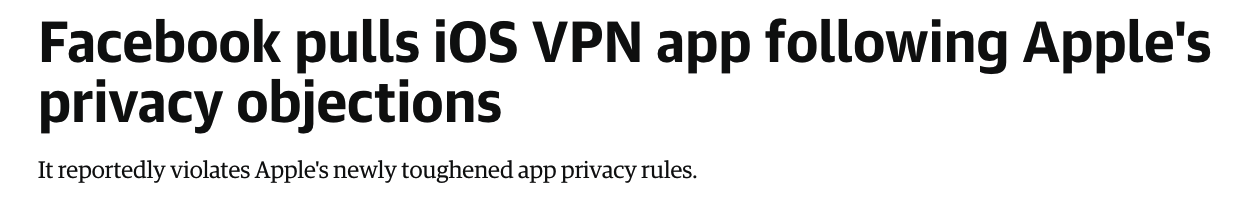 Facebook pulls iOS VPN app following Apple's
privacy objections
It reportedly violates Apple's newly toughened app privacy rules.